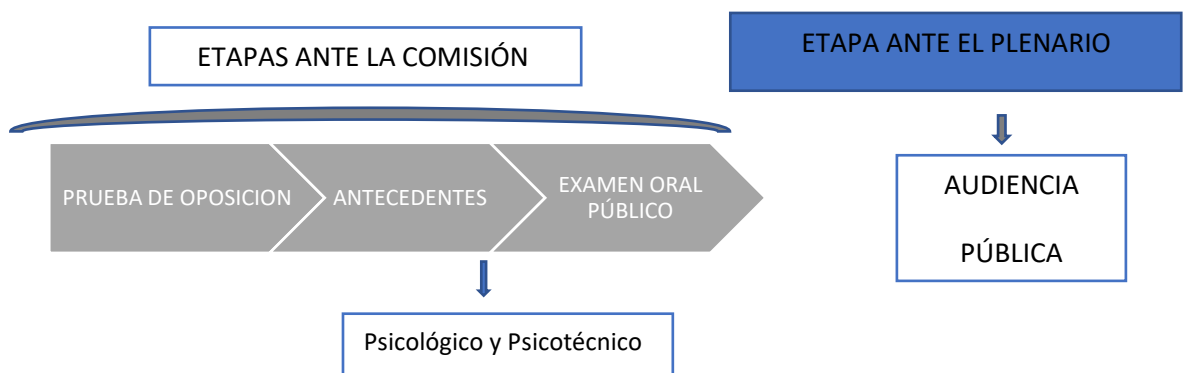 ETAPAS ANTE LA COMISIÓN
ETAPA ANTE EL PLENARIO
PRUEBA DE OPOSICION
ANTECEDENTES
EXAMEN ORAL
PÚBLICO
AUDIENCIA
PÚBLICA
Psicológico y Psicotécnico